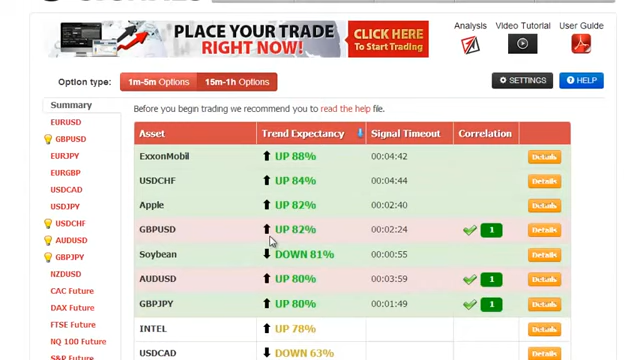 PLACE YOUR TRADE
RIGHT NOW!
CLICK HERE
To Start Trading
Analysis
Video Tutorial
User Guide
Option type:
1m-5m Options
15m-1h Options
SETTINGS
? HELP
Summary
EURUSD
GBPUSD
EURJPY
EURGBP
USDCAD
USDJPY
USDCHF
AUDUSD
GBPJPY
NZDUSD
CAC Future
DAX Future
FTSE Future
NQ 100 Future
S&P Future
Before you begin trading we recommend you to read the help file.
Asset Trend Expectancy Signal Timeout Correlation
ExxonMobil UP 88% 00:04:42 Details
USDCHF UP 84% 00:04:44 Details
Apple UP 82% 00:02:40 Details
GBPUSD UP 82% 00:02:24 1 Details
Soybean DOWN 81% 00:00:55 Details
AUDUSD UP 80% 00:03:59 1 Details
GBPJPY UP 80% 00:01:49 1 Details
INTEL UP 78% Details
USDCAD DOWN 63% Details